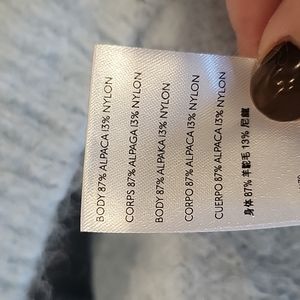 BODY 87% ALPACA 13% NYLON
CORPS 87% ALPAGA 13% NYLON
BODY 87% ALPAKA 13% NYLON
CORPO 87% ALPACA 13% NYLON
CUERPO 87% ALPACA 13% NYLON
身体 87% 羊驼毛 13% 尼龍